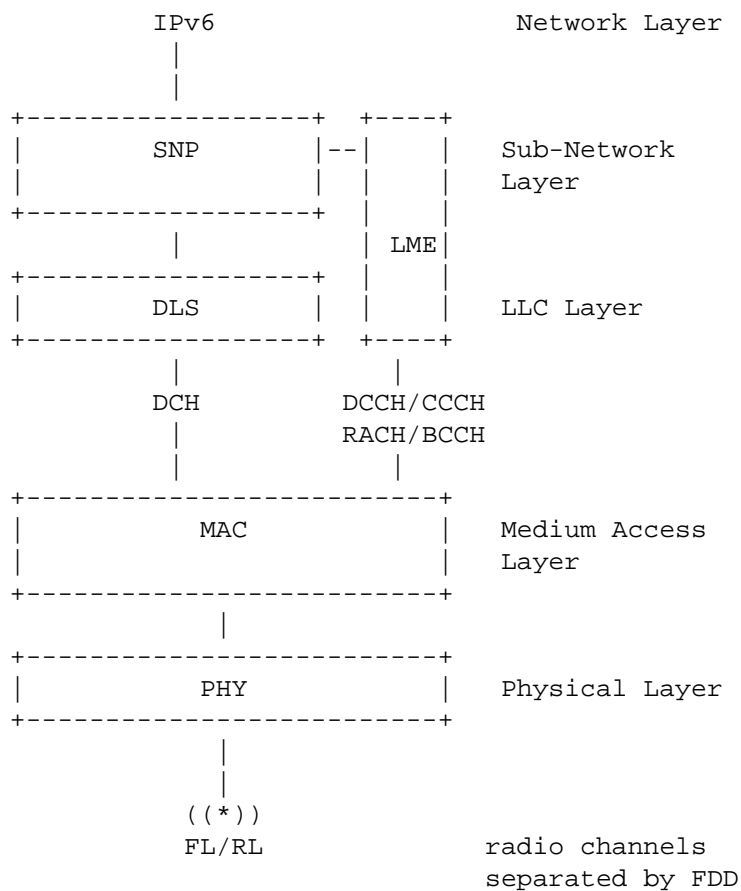 IPv6 Network Layer
SNP Sub-Network
Layer
LME
DLS LLC Layer
DCH DCCH/CCCH
RACH/BCCH
MAC Medium Access
Layer
PHY Physical Layer
((*))
FL/RL radio channels
separated by FDD